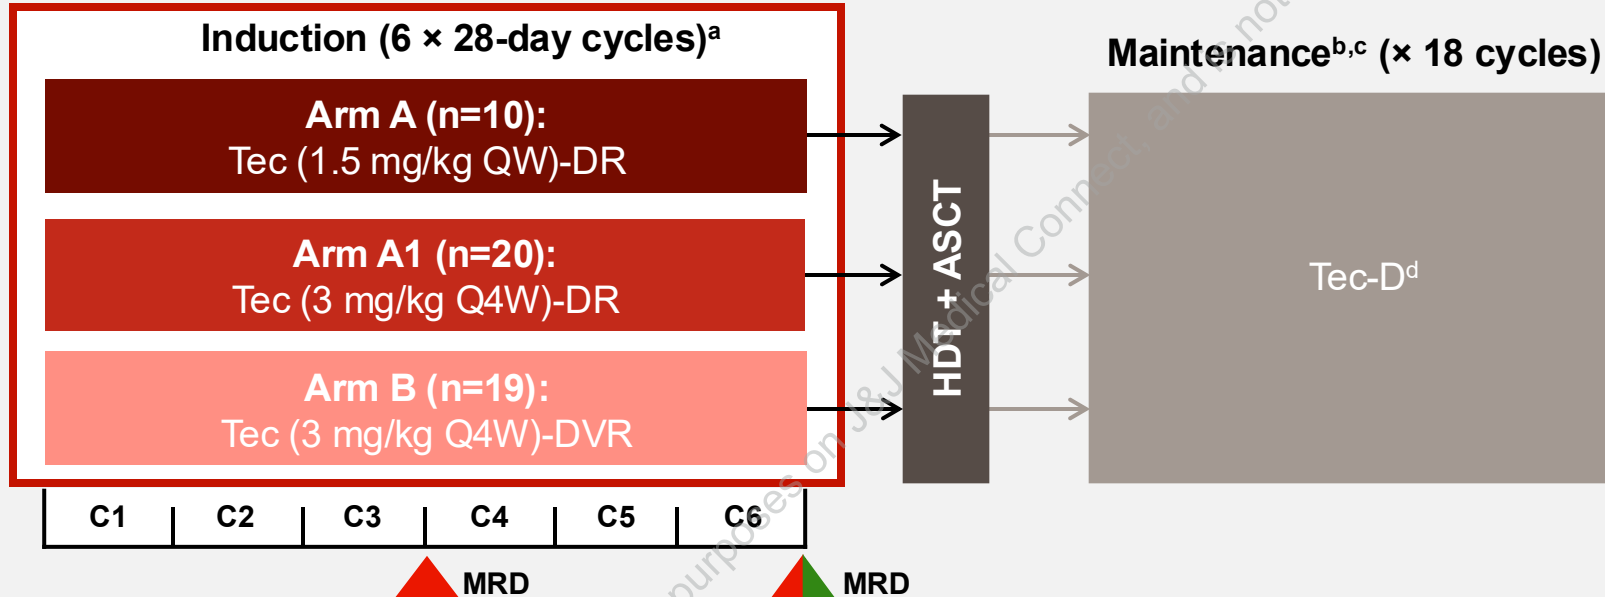 Induction (6 × 28-day cycles)ᵃ
Arm A (n=10):
Tec (1.5 mg/kg QW)-DR
Arm A1 (n=20):
Tec (3 mg/kg Q4W)-DR
Arm B (n=19):
Tec (3 mg/kg Q4W)-DVR
C1 C2 C3 C4 C5 C6
MRD MRD
HDT + ASCT
Maintenanceᵇ,ᶜ (× 18 cycles)
Tec-Dᵈ
purposes on J&J Medical Connect, and is not